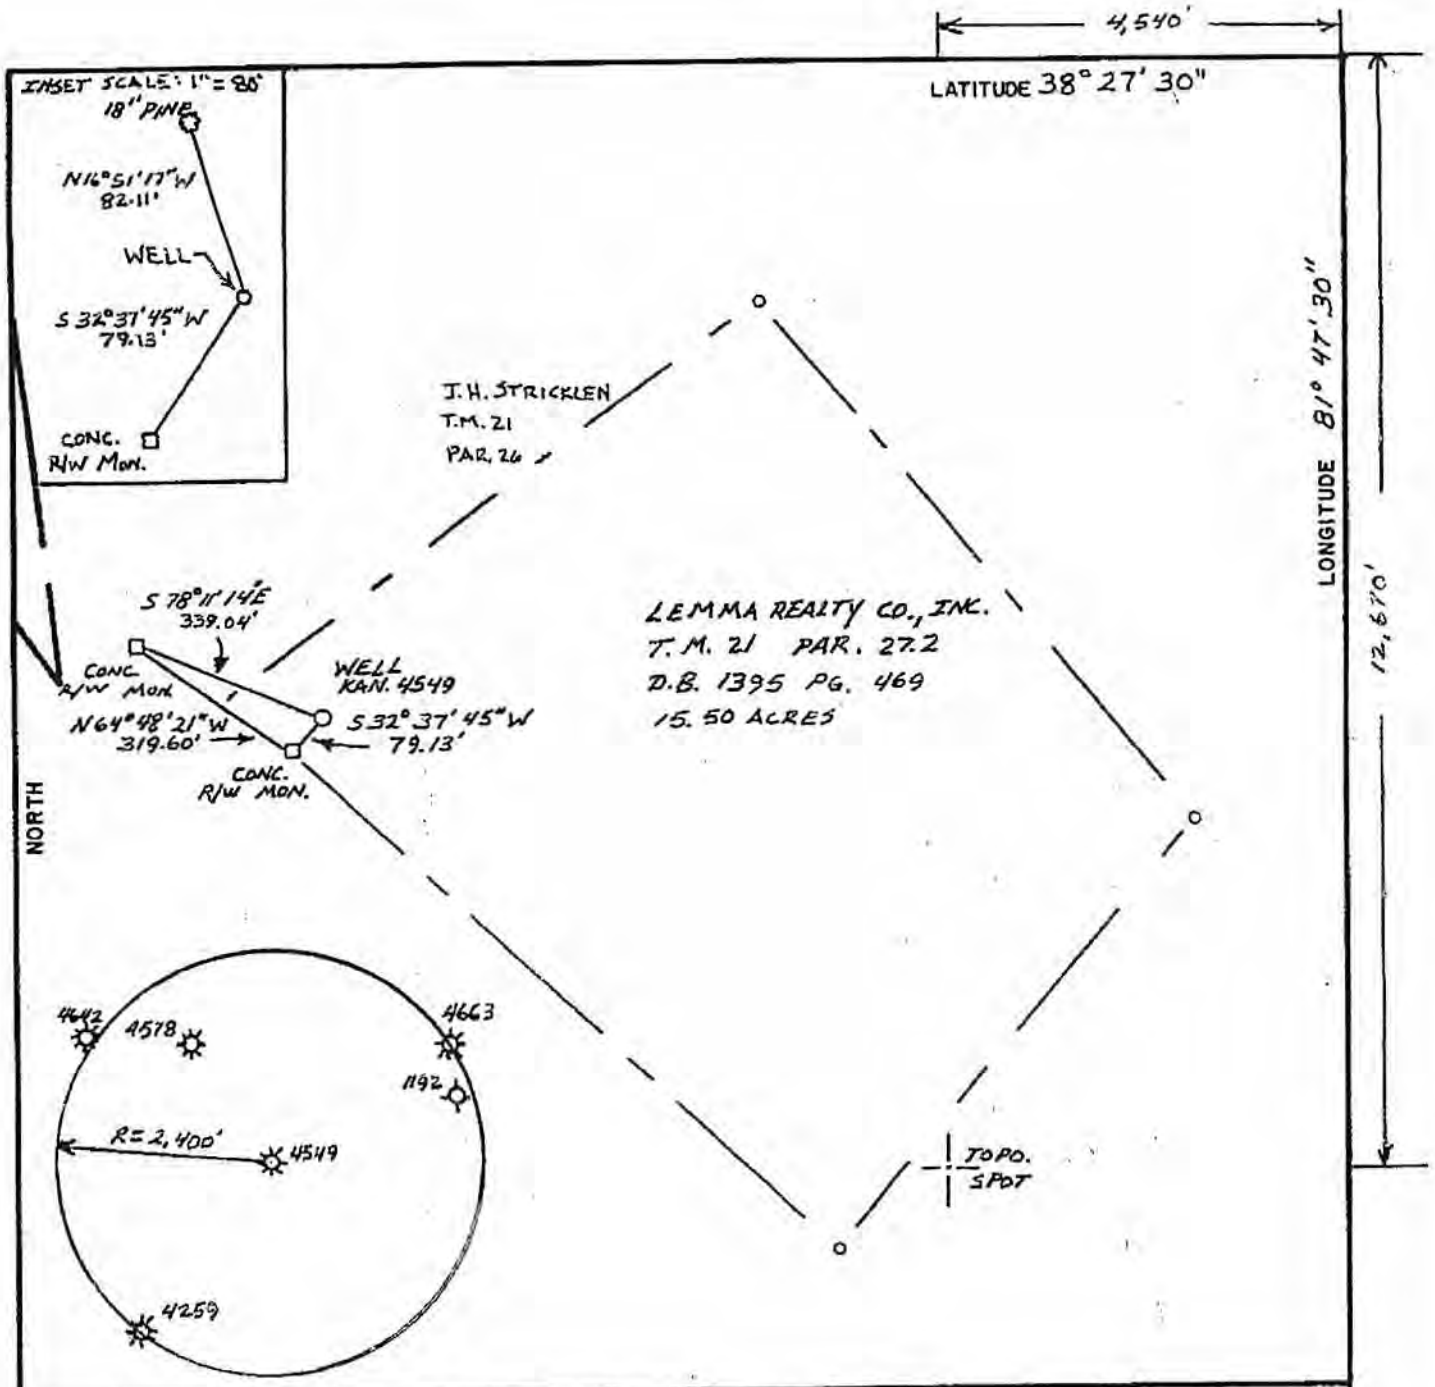 4,540'
INSET SCALE: 1" = 80'
18" PINE
N16°51'17"W
82.11'
WELL
S 32°37'45"W
79.13'
CONC.
R/W MON.
LATITUDE 38° 27' 30"
LONGITUDE 81° 47' 30"
J.H. STRICKLEN
T.M. 21
PAR. 26
S 78°11'14"E
339.04'
CONC.
R/W MON.
WELL
KAN. 4549
N64°48'21"W
319.60'
S32°37'45"W
79.13'
CONC.
R/W MON.
LEMMA REALTY CO., INC.
T.M. 21 PAR. 27.2
D.B. 1395 PG. 469
15.50 ACRES
NORTH
4642
4578
4663
1192
R=2,400'
4549
4259
TOPO.
SPOT